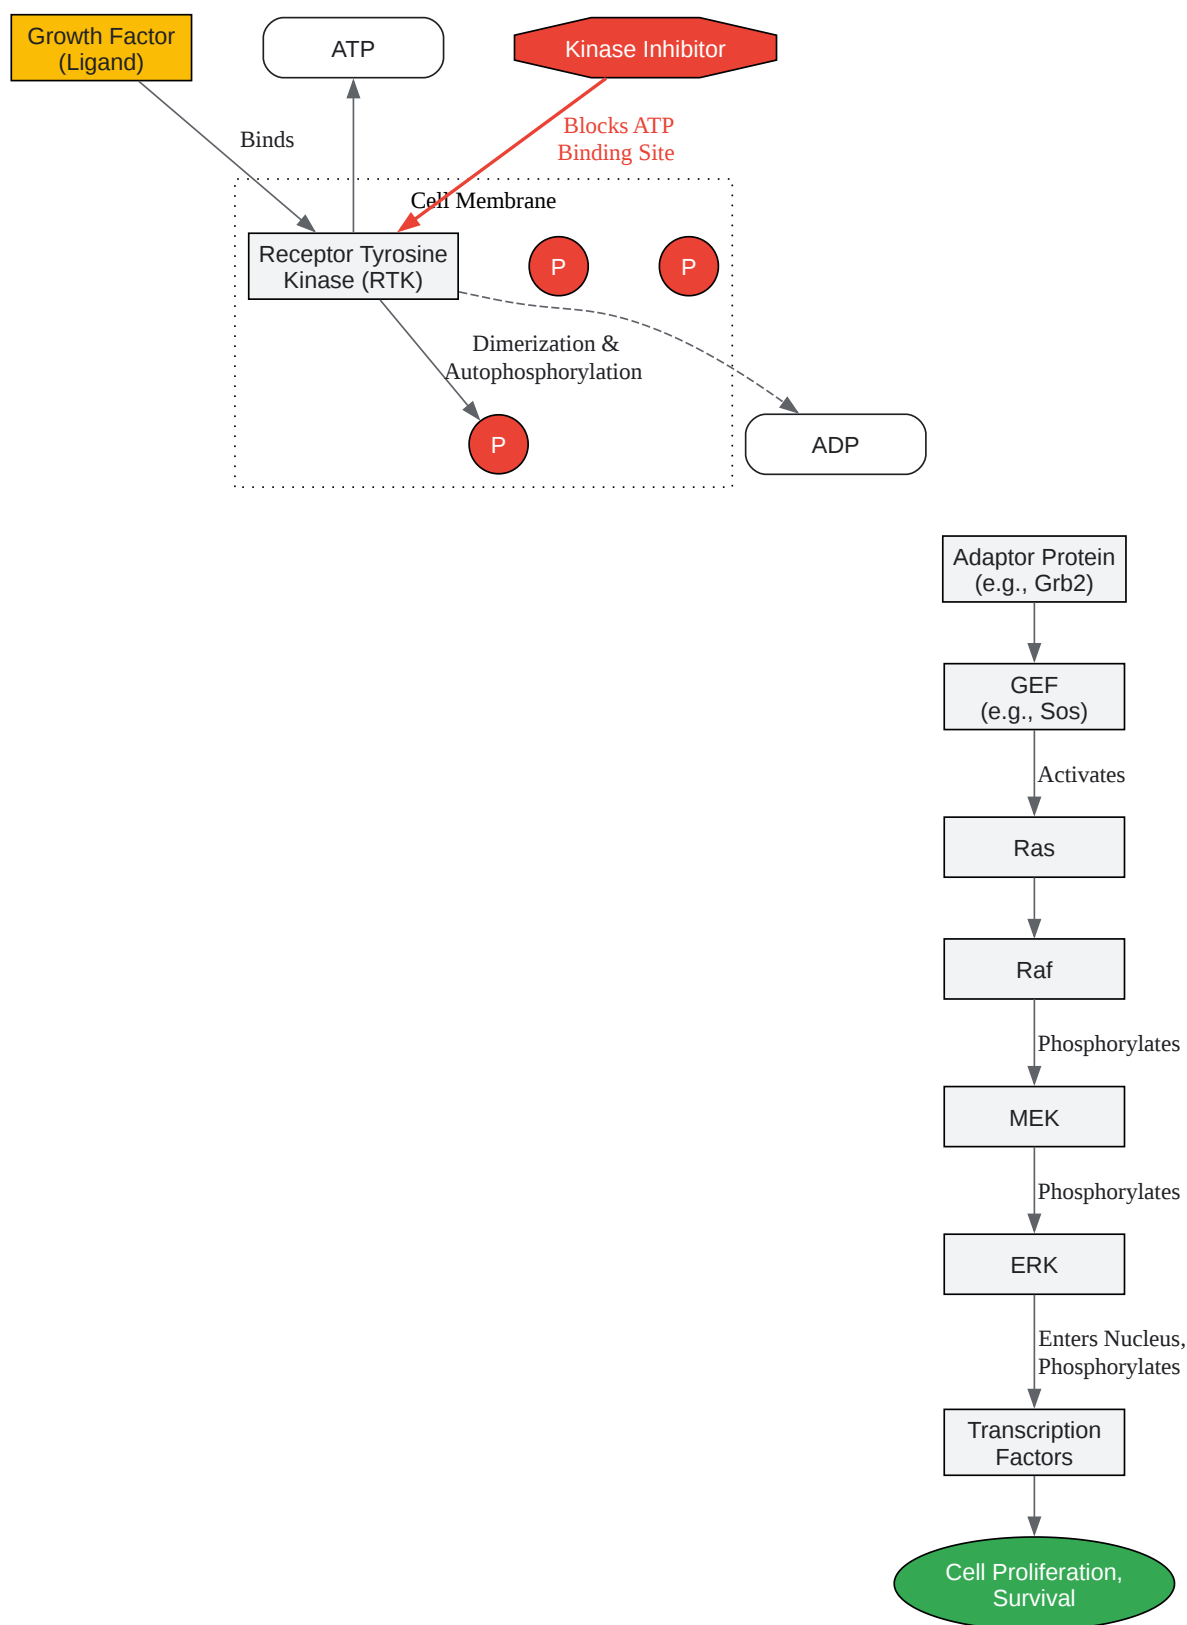 Growth Factor
(Ligand)
ATP
Kinase Inhibitor
Binds
Blocks ATP
Binding Site
Cell Membrane
Receptor Tyrosine
Kinase (RTK)
P
P
Dimerization &
Autophosphorylation
P
ADP
Adaptor Protein
(e.g., Grb2)
GEF
(e.g., Sos)
Activates
Ras
Raf
Phosphorylates
MEK
Phosphorylates
ERK
Enters Nucleus,
Phosphorylates
Transcription
Factors
Cell Proliferation,
Survival